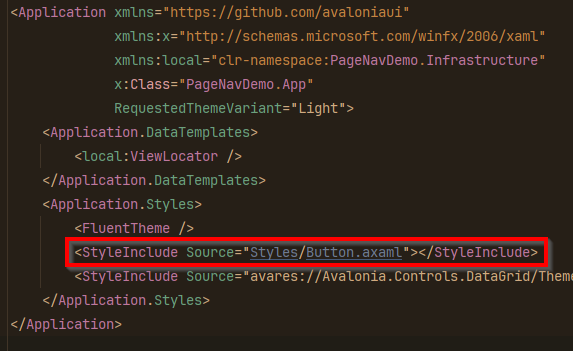 <Application xmlns="https://github.com/avaloniaui"
xmlns:x="http://schemas.microsoft.com/winfx/2006/xaml"
xmlns:local="clr-namespace:PageNavDemo.Infrastructure"
x:Class="PageNavDemo.App"
RequestedThemeVariant="Light">
<Application.DataTemplates>
<local:ViewLocator />
</Application.DataTemplates>
<Application.Styles>
<FluentTheme />
<StyleInclude Source="Styles/Button.axaml"></StyleInclude>
<StyleInclude Source="avares://Avalonia.Controls.DataGrid/Theme
</Application.Styles>
</Application>